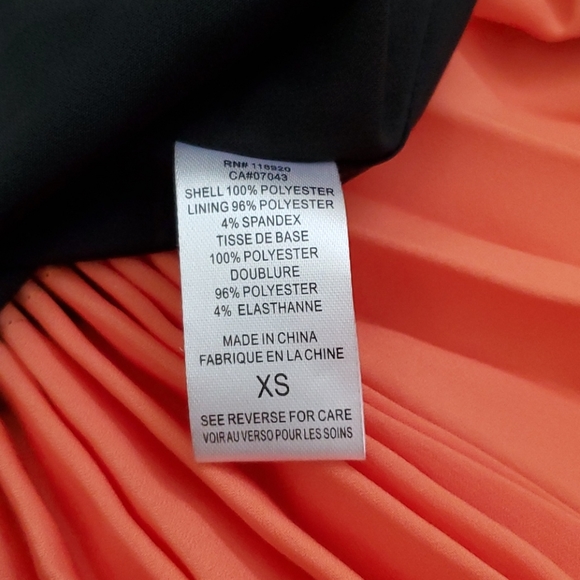 RN# 116920
CA#07043
SHELL 100% POLYESTER
LINING 96% POLYESTER
4% SPANDEX
TISSE DE BASE
100% POLYESTER
DOUBLURE
96% POLYESTER
4% ELASTHANNE
MADE IN CHINA
FABRIQUE EN LA CHINE
XS
SEE REVERSE FOR CARE
VOIR AU VERSO POUR LES SOINS